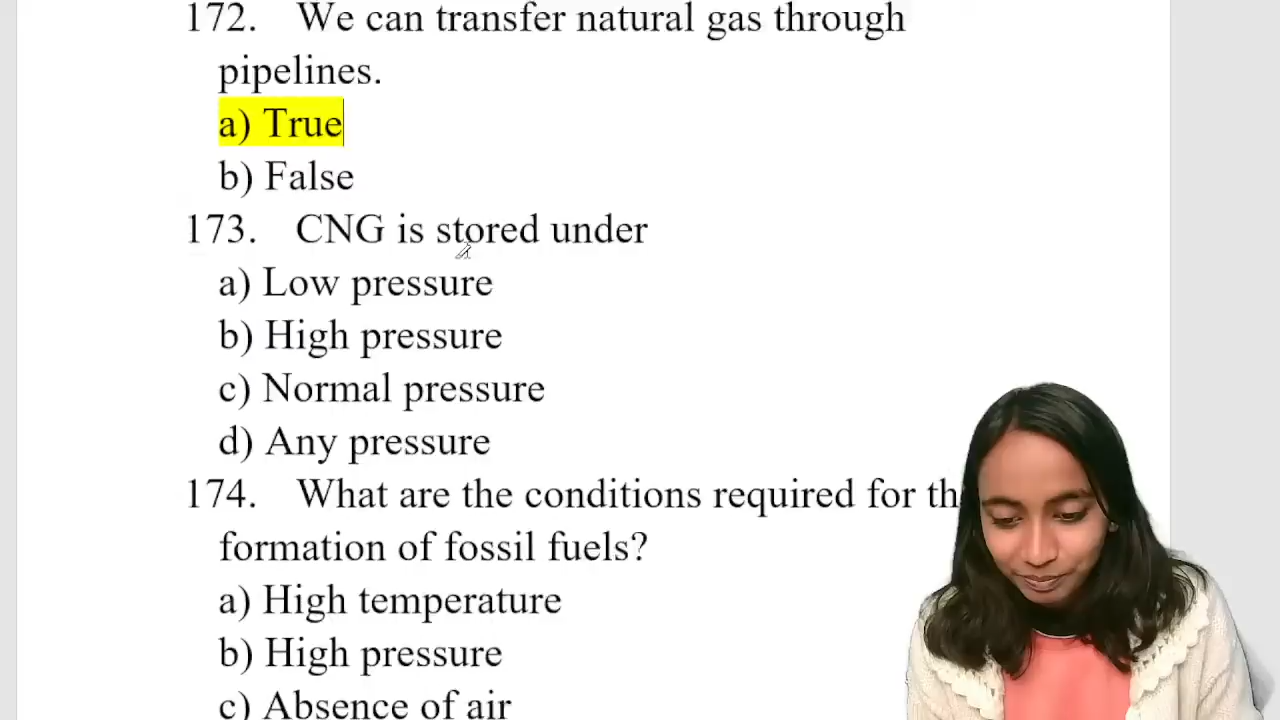 172. We can transfer natural gas through
pipelines.
a) True
b) False
173. CNG is stored under
a) Low pressure
b) High pressure
c) Normal pressure
d) Any pressure
174. What are the conditions required for
formation of fossil fuels?
a) High temperature
b) High pressure
c) Absence of air